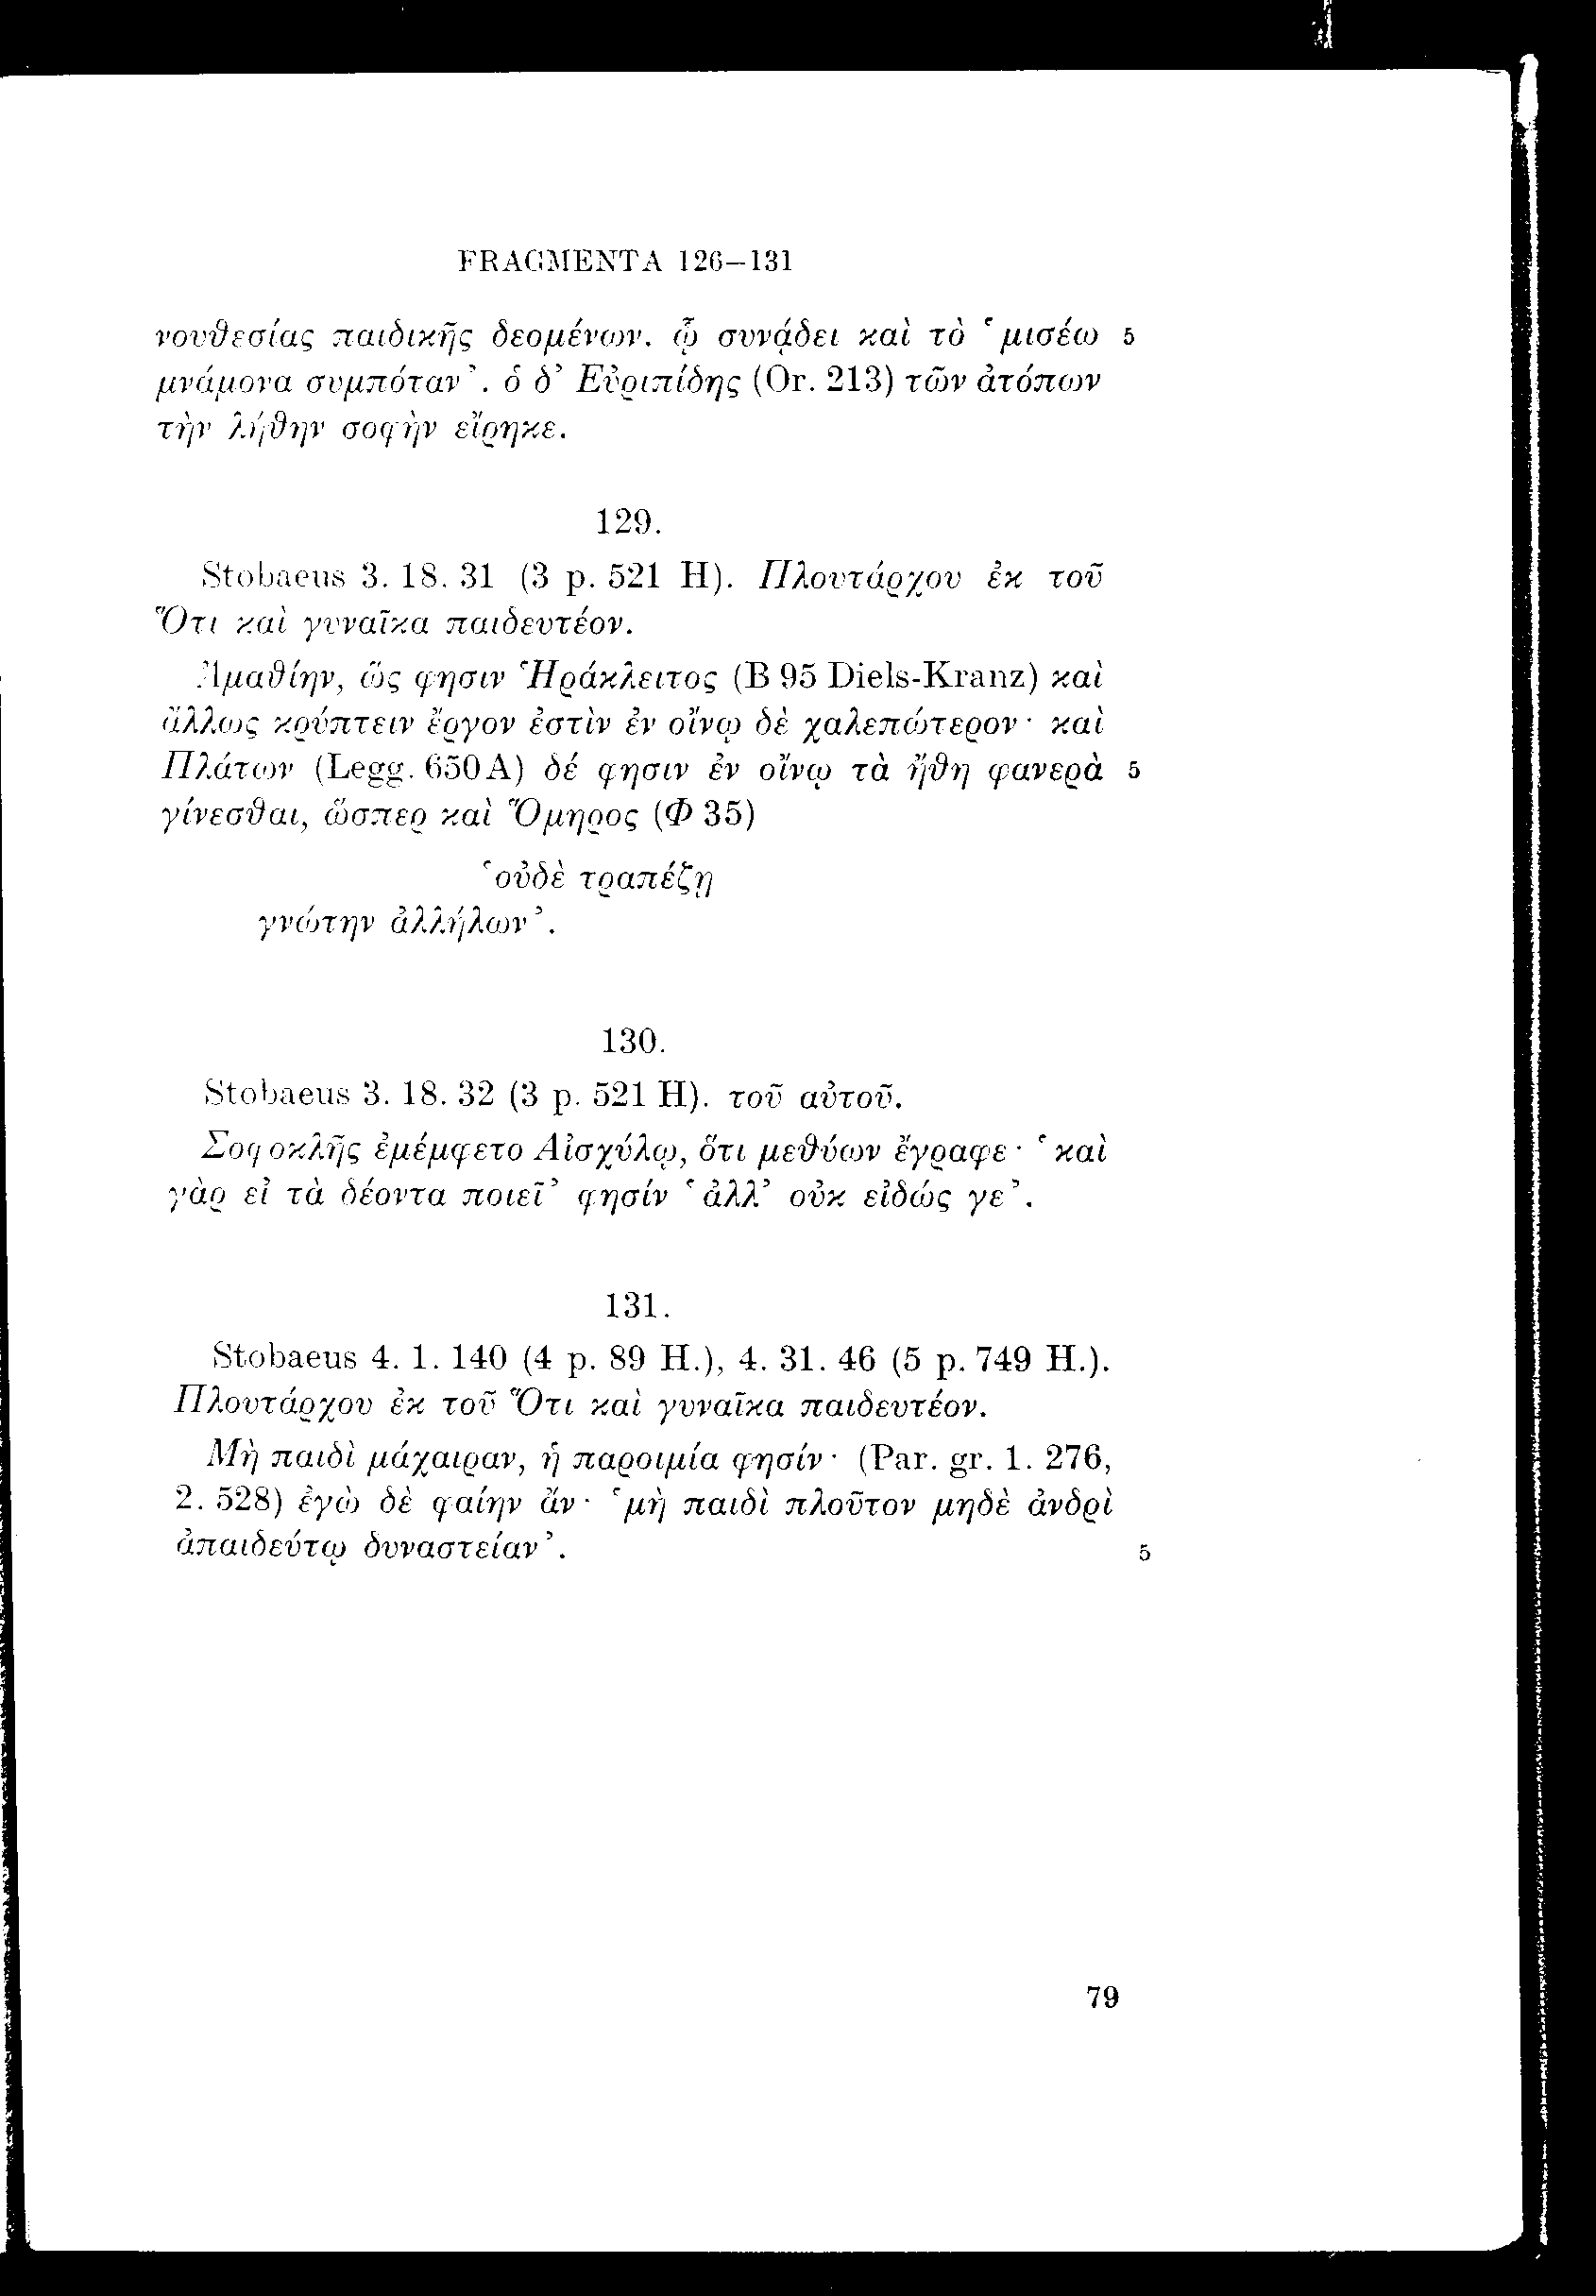 FRAGMENTA 126–131
νουθεσίας παιδικῆς δεομένων. ᾧ συνᾴδει καὶ τὸ ‘μισέω 5
μνάμονα συμπόταν’. ὁ δ’ Εὐριπίδης (Or. 213) τῶν ἀτόπων
τὴν λήθην σοφὴν εἴρηκε.
129.
Stobaeus 3. 18. 31 (3 p. 521 H). Πλουτάρχου ἐκ τοῦ
Ὅτι καὶ γυναῖκα παιδευτέον.
Ἀμαθίην, ὥς φησιν Ἡράκλειτος (B 95 Diels-Kranz) καὶ
ἄλλως κρύπτειν ἔργον ἐστὶν ἐν οἴνῳ δὲ χαλεπώτερον· καὶ
Πλάτων (Legg. 650A) δέ φησιν ἐν οἴνῳ τὰ ἤθη φανερὰ 5
γίνεσθαι, ὥσπερ καὶ Ὅμηρος (Φ 35)
‘οὐδὲ τραπέζῃ
γνώτην ἀλλήλων’.
130.
Stobaeus 3. 18. 32 (3 p. 521 H). τοῦ αὐτοῦ.
Σοφοκλῆς ἐμέμφετο Αἰσχύλῳ, ὅτι μεθύων ἔγραφε· ‘καὶ
γὰρ εἰ τὰ δέοντα ποιεῖ’ φησίν ‘ἀλλ’ οὐκ εἰδώς γε’.
131.
Stobaeus 4. 1. 140 (4 p. 89 H.), 4. 31. 46 (5 p. 749 H.).
Πλουτάρχου ἐκ τοῦ Ὅτι καὶ γυναῖκα παιδευτέον.
Μὴ παιδὶ μάχαιραν, ἡ παροιμία φησίν· (Par. gr. 1. 276,
2. 528) ἐγὼ δὲ φαίην ἄν· ‘μὴ παιδὶ πλοῦτον μηδὲ ἀνδρὶ
ἀπαιδεύτῳ δυναστείαν’. 5
79